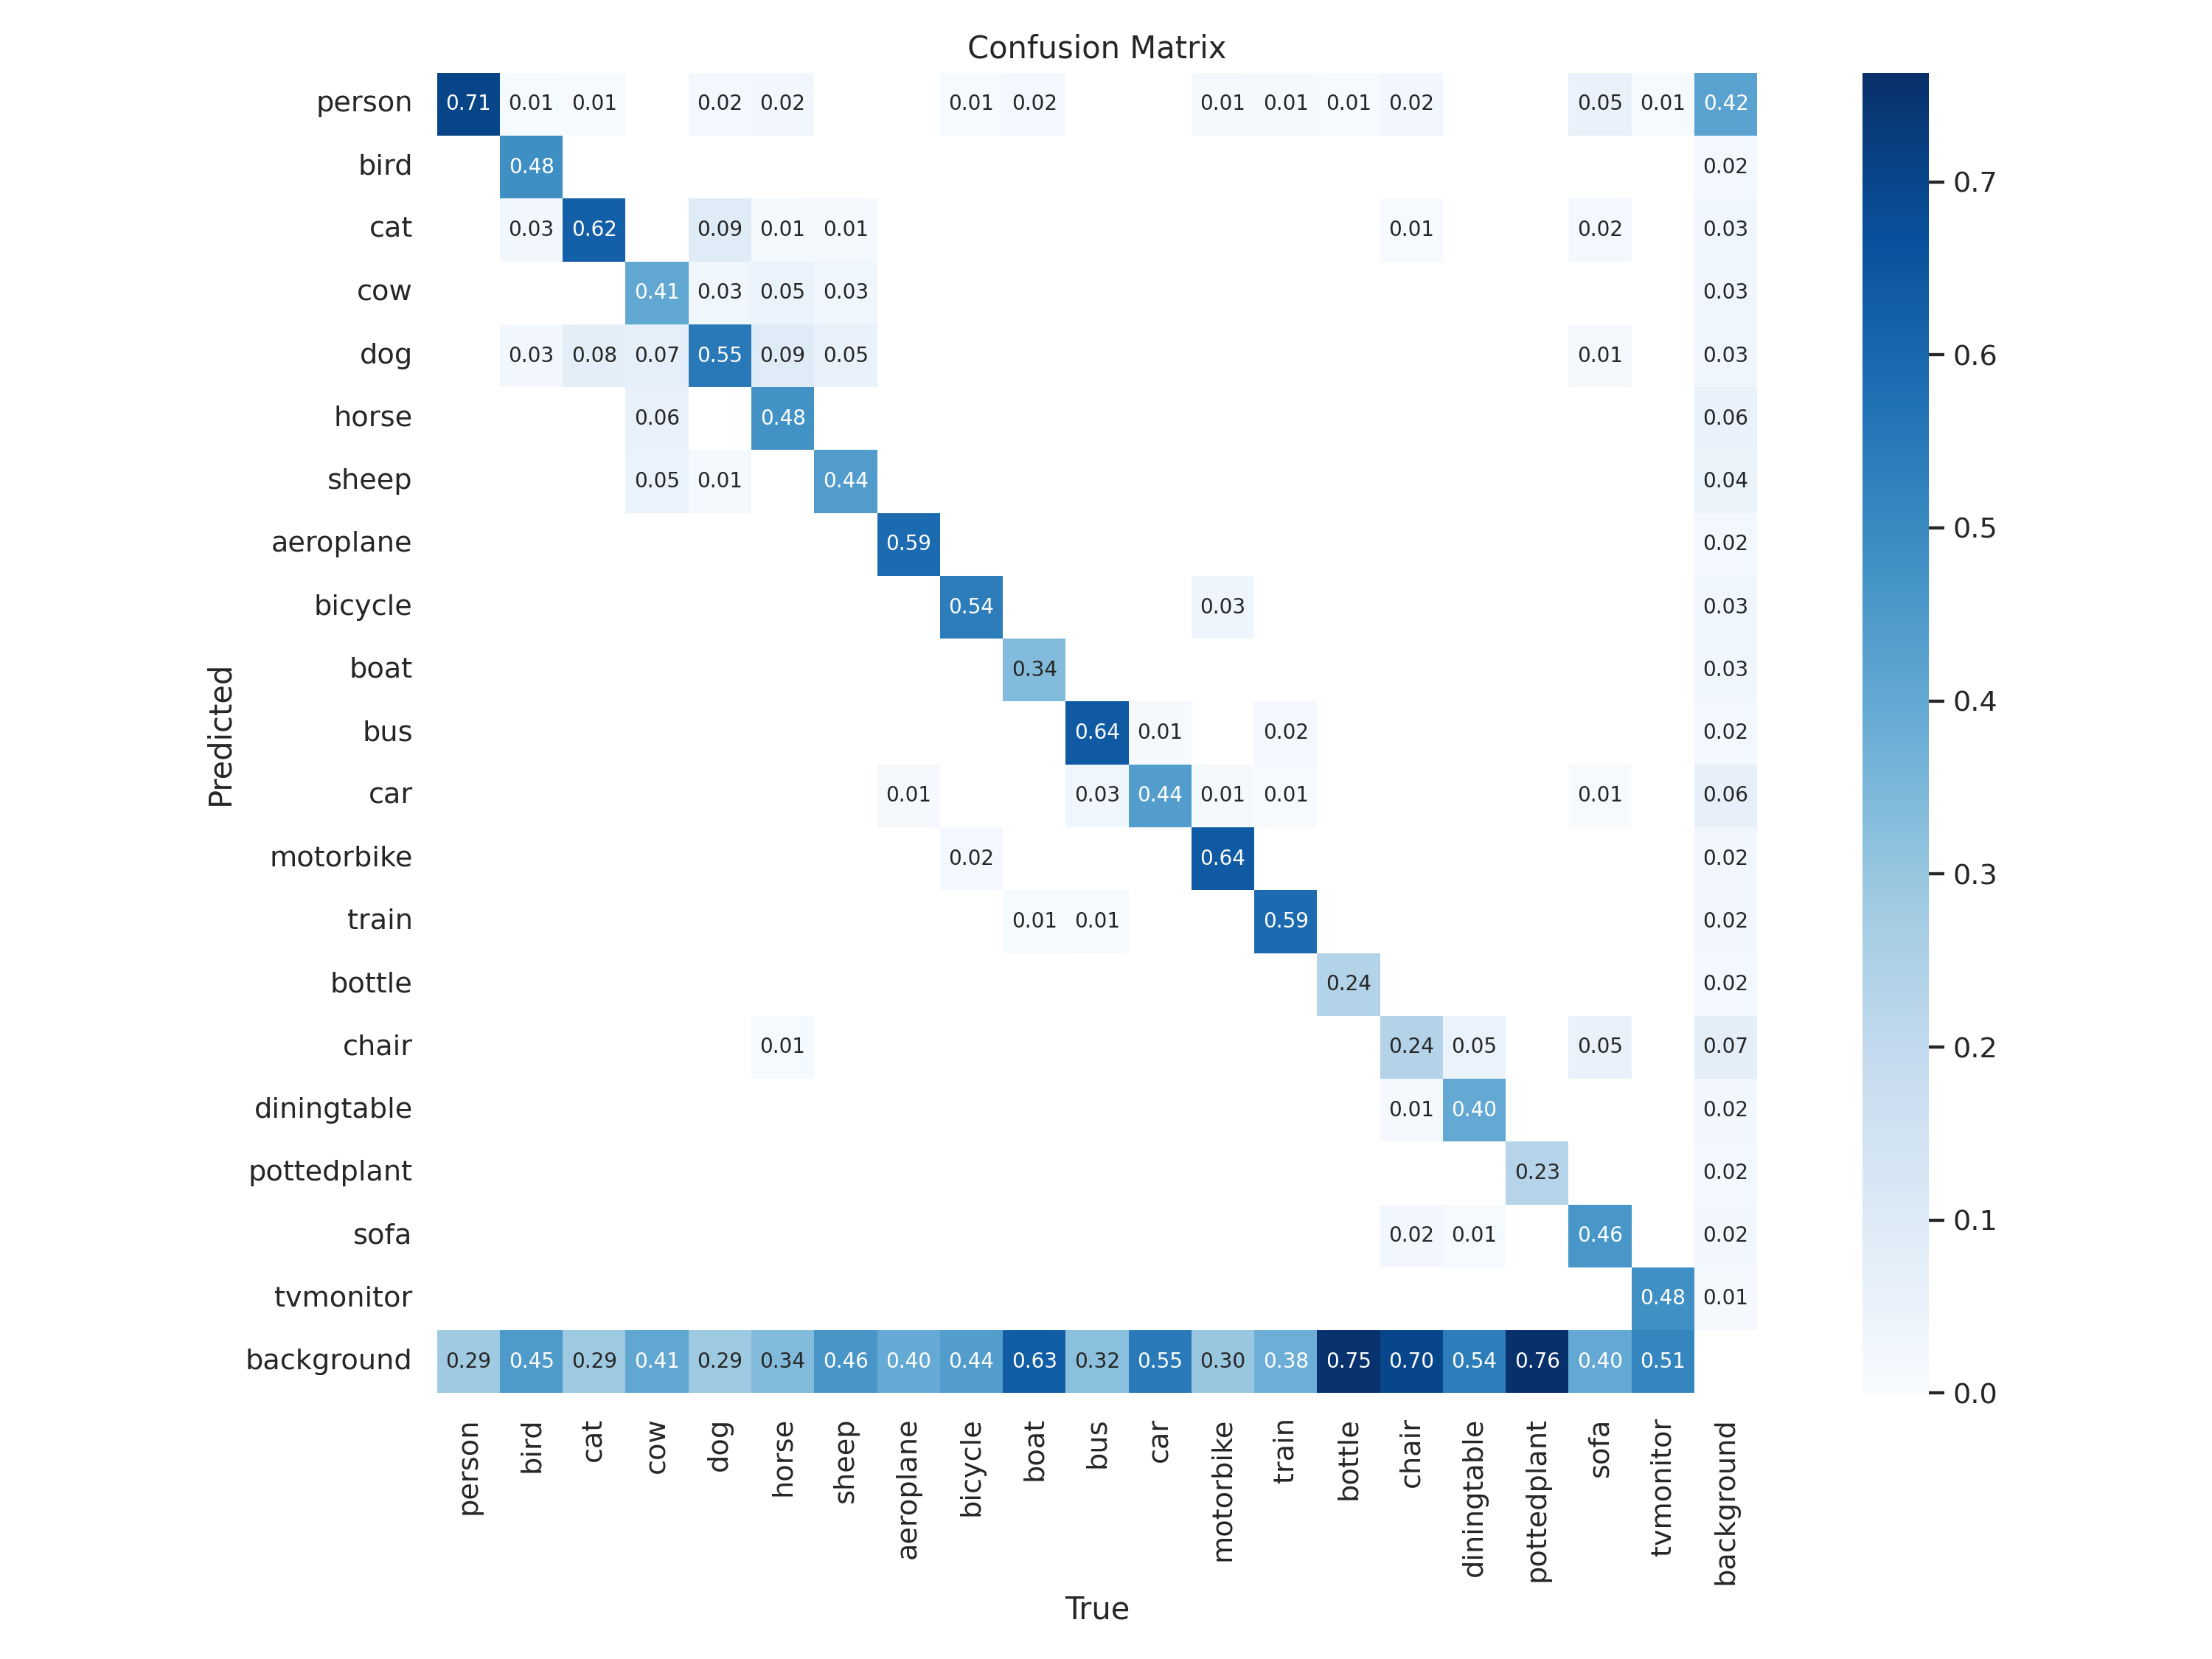 Confusion Matrix
person 0.71 0.01 0.01 0.02 0.02 0.01 0.02 0.01 0.01 0.01 0.02 0.05 0.01 0.42
bird 0.48 0.02
cat 0.03 0.62 0.09 0.01 0.01 0.01 0.02 0.03
cow 0.41 0.03 0.05 0.03 0.03
dog 0.03 0.08 0.07 0.55 0.09 0.05 0.01 0.03
horse 0.06 0.48 0.06
sheep 0.05 0.01 0.44 0.04
aeroplane 0.59 0.02
bicycle 0.54 0.03 0.03
boat 0.34 0.03
bus 0.64 0.01 0.02 0.02
car 0.01 0.03 0.44 0.01 0.01 0.01 0.06
motorbike 0.02 0.64 0.02
train 0.01 0.01 0.59 0.02
bottle 0.24 0.02
chair 0.01 0.24 0.05 0.05 0.07
diningtable 0.01 0.40 0.02
pottedplant 0.23 0.02
sofa 0.02 0.01 0.46 0.02
tvmonitor 0.48 0.01
background 0.29 0.45 0.29 0.41 0.29 0.34 0.46 0.40 0.44 0.63 0.32 0.55 0.30 0.38 0.75 0.70 0.54 0.76 0.40 0.51
Predicted
person bird cat cow dog horse sheep aeroplane bicycle boat bus car motorbike train bottle chair diningtable pottedplant sofa tvmonitor background
True
0.7
0.6
0.5
0.4
0.3
0.2
0.1
0.0